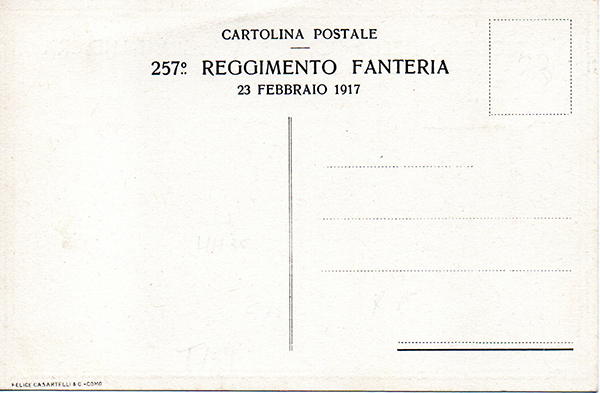 CARTOLINA POSTALE
257º REGGIMENTO FANTERIA
23 FEBBRAIO 1917
FELICE CASARTELLI & C. - COMO